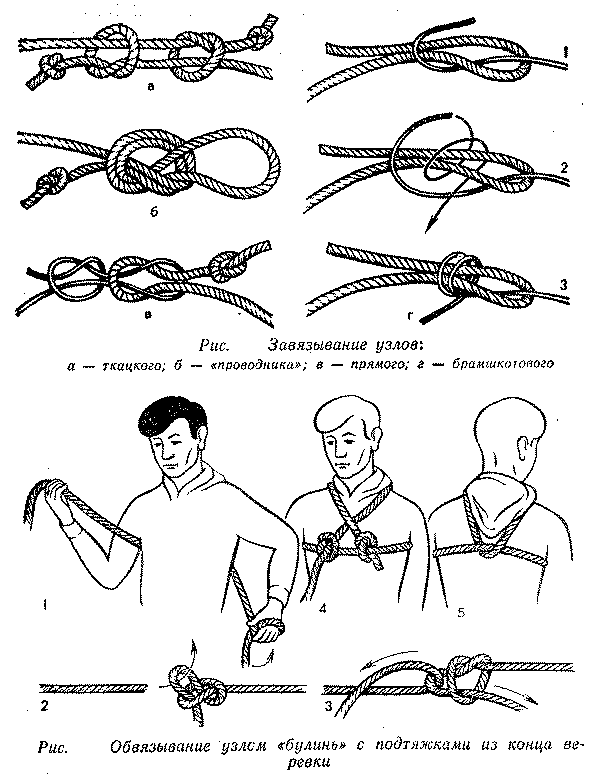 а
1
б
2
в
г
3
Рис. Завязывание узлов:
а — ткацкого; б — «проводника»; в — прямого; г — брамшкотового
1
4
5
2
3
Рис. Обвязывание узлом «булинь» с подтяжками из конца ве-
ревки